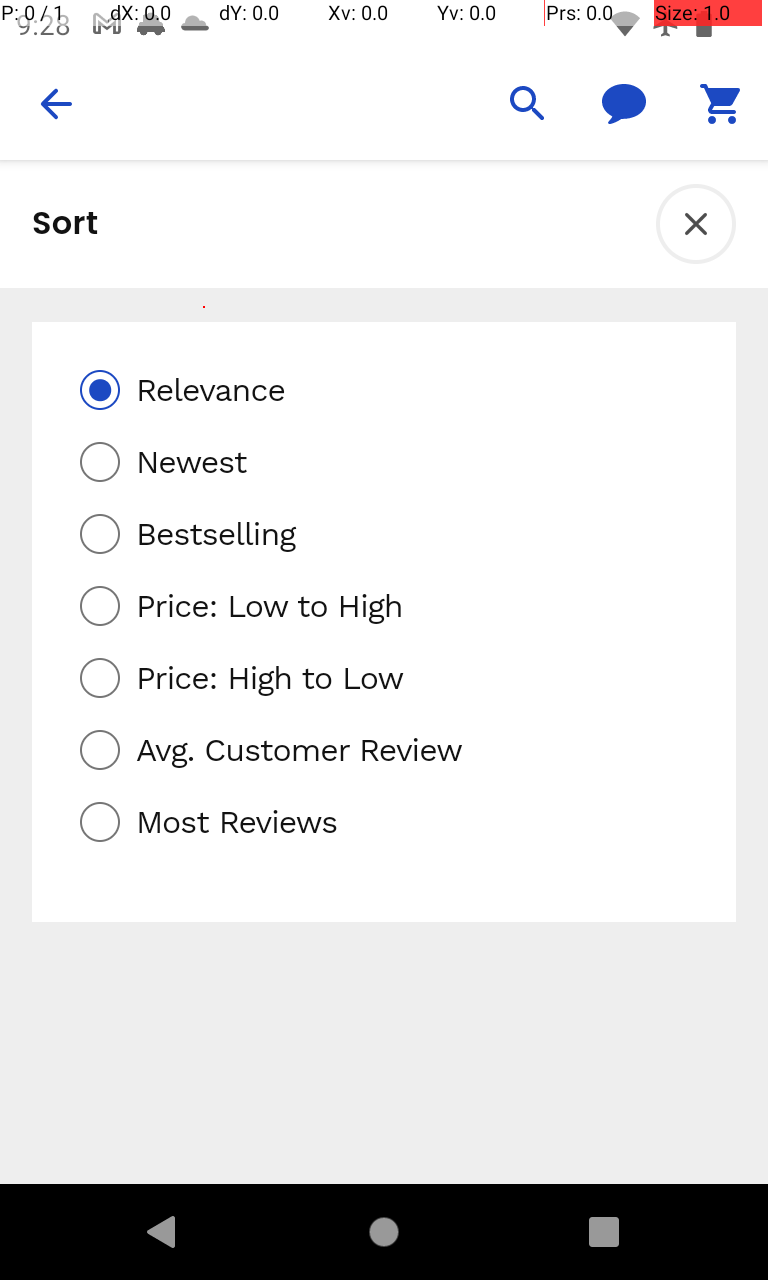 P: 0 / 1 dX: 0.0 dY: 0.0 Xv: 0.0 Yv: 0.0 Prs: 0.0 Size: 1.0
9:28
Sort
Relevance
Newest
Bestselling
Price: Low to High
Price: High to Low
Avg. Customer Review
Most Reviews